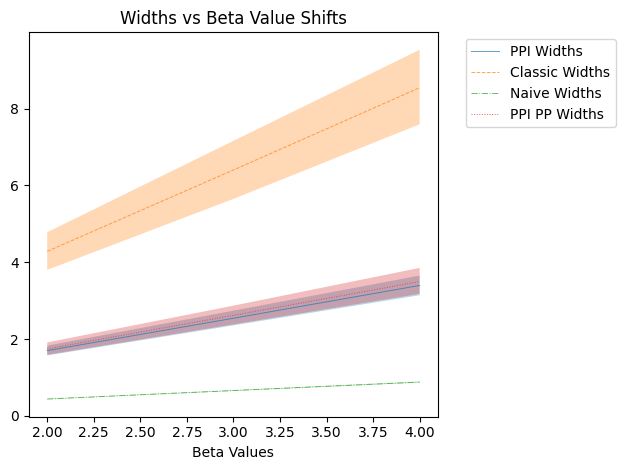 Widths vs Beta Value Shifts
PPI Widths
Classic Widths
Naive Widths
PPI PP Widths
8
6
4
2
0
2.00 2.25 2.50 2.75 3.00 3.25 3.50 3.75 4.00
Beta Values